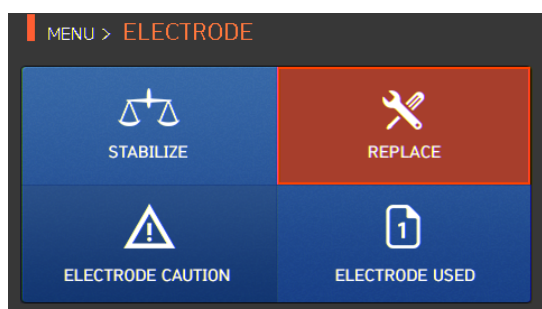 MENU > ELECTRODE
STABILIZE
REPLACE
ELECTRODE CAUTION
1
ELECTRODE USED